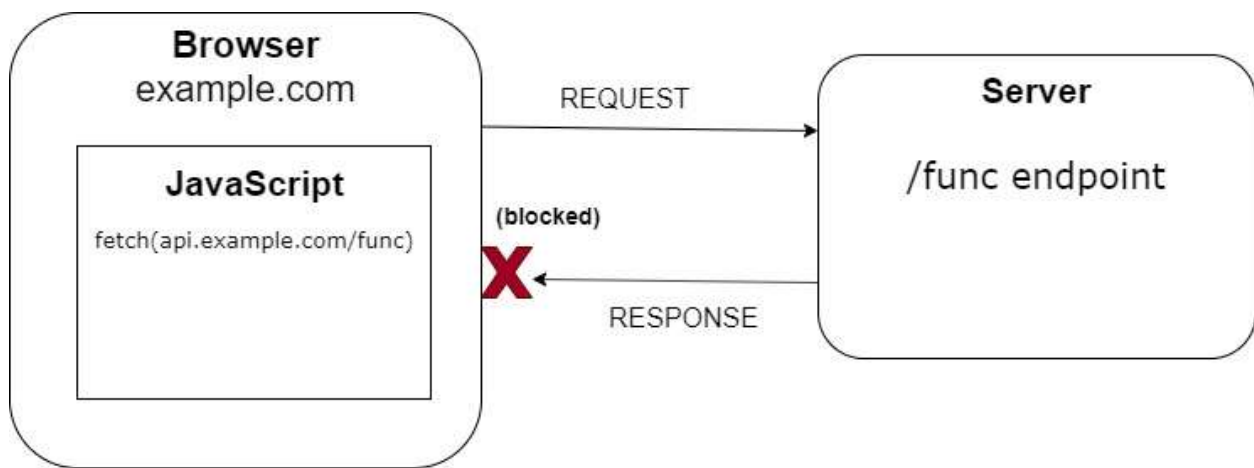 Browser
example.com
JavaScript
fetch(api.example.com/func)
REQUEST
(blocked)
RESPONSE
Server
/func endpoint